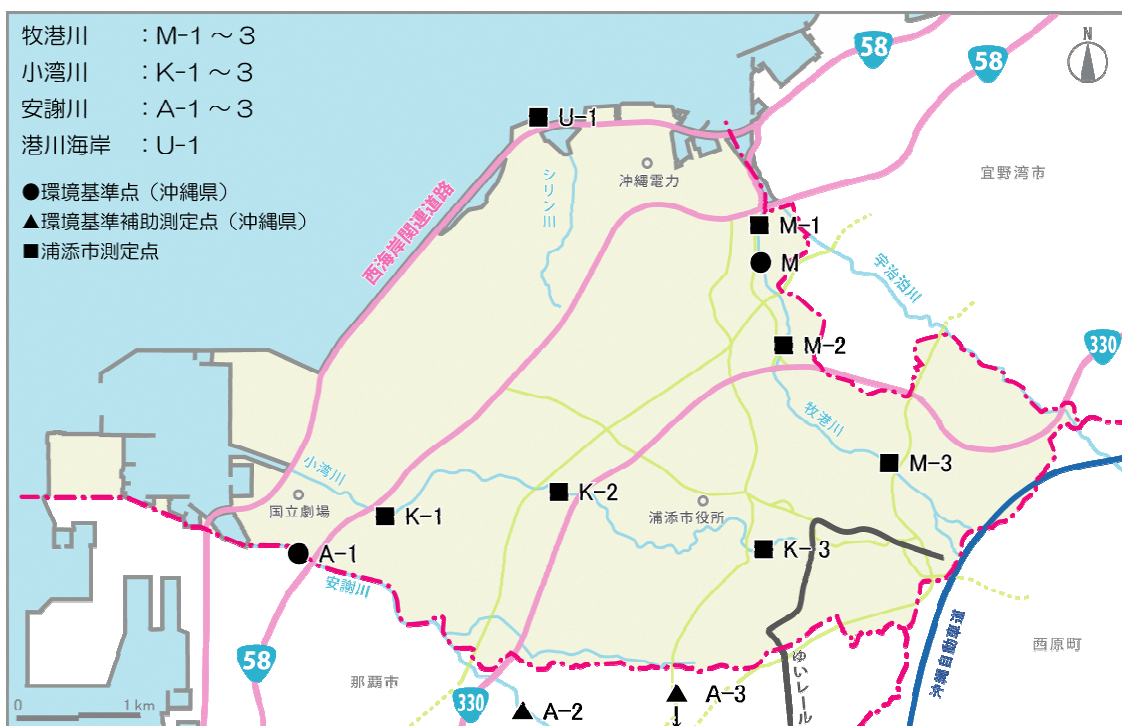 牧港川　：M-1～3
小湾川　：K-1～3
安謝川　：A-1～3
港川海岸　：U-1
●環境基準点（沖縄県）
▲環境基準補助測定点（沖縄県）
■浦添市測定点
58
58
N
U-1
シリン川
沖縄電力
宜野湾市
西海岸関連道路
M-1
M
宇治泊川
M-2
330
牧港川
小湾川
M-3
K-2
国立劇場
K-1
浦添市役所
A-1
K-3
安謝川
沖縄自動車道
西原町
58
那覇市
ゆいレール
330
A-2
A-3
0 1 km